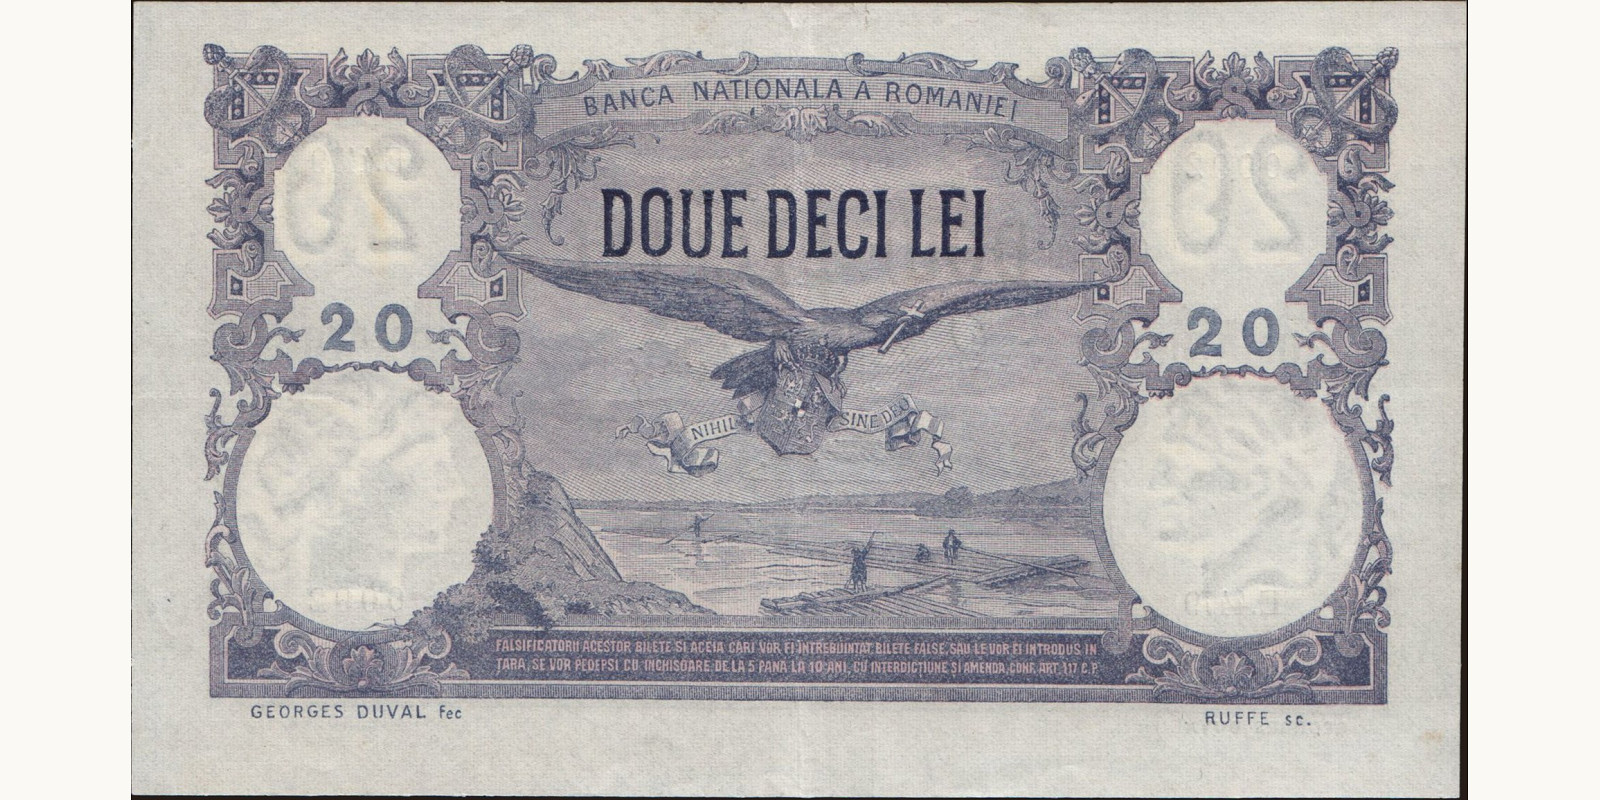 BANCA NATIONALA A ROMANIEI
DOUE DECI LEI
20 20
NIHIL SINE DEO
FALSIFICATORII ACESTOR BILETE SI ACEIA CARI VOR FI INTREBUINTAT BILETE FALSE, SAU LE VOR FI INTRODUS IN
TARA, SE VOR PEDEPSI CU INCHISOARE DE LA 5 PANA LA 10 ANI, CU INTERDICTIUNE SI AMENDA, CONF. ART. 117 C.P.
GEORGES DUVAL fec
RUFFE sc.